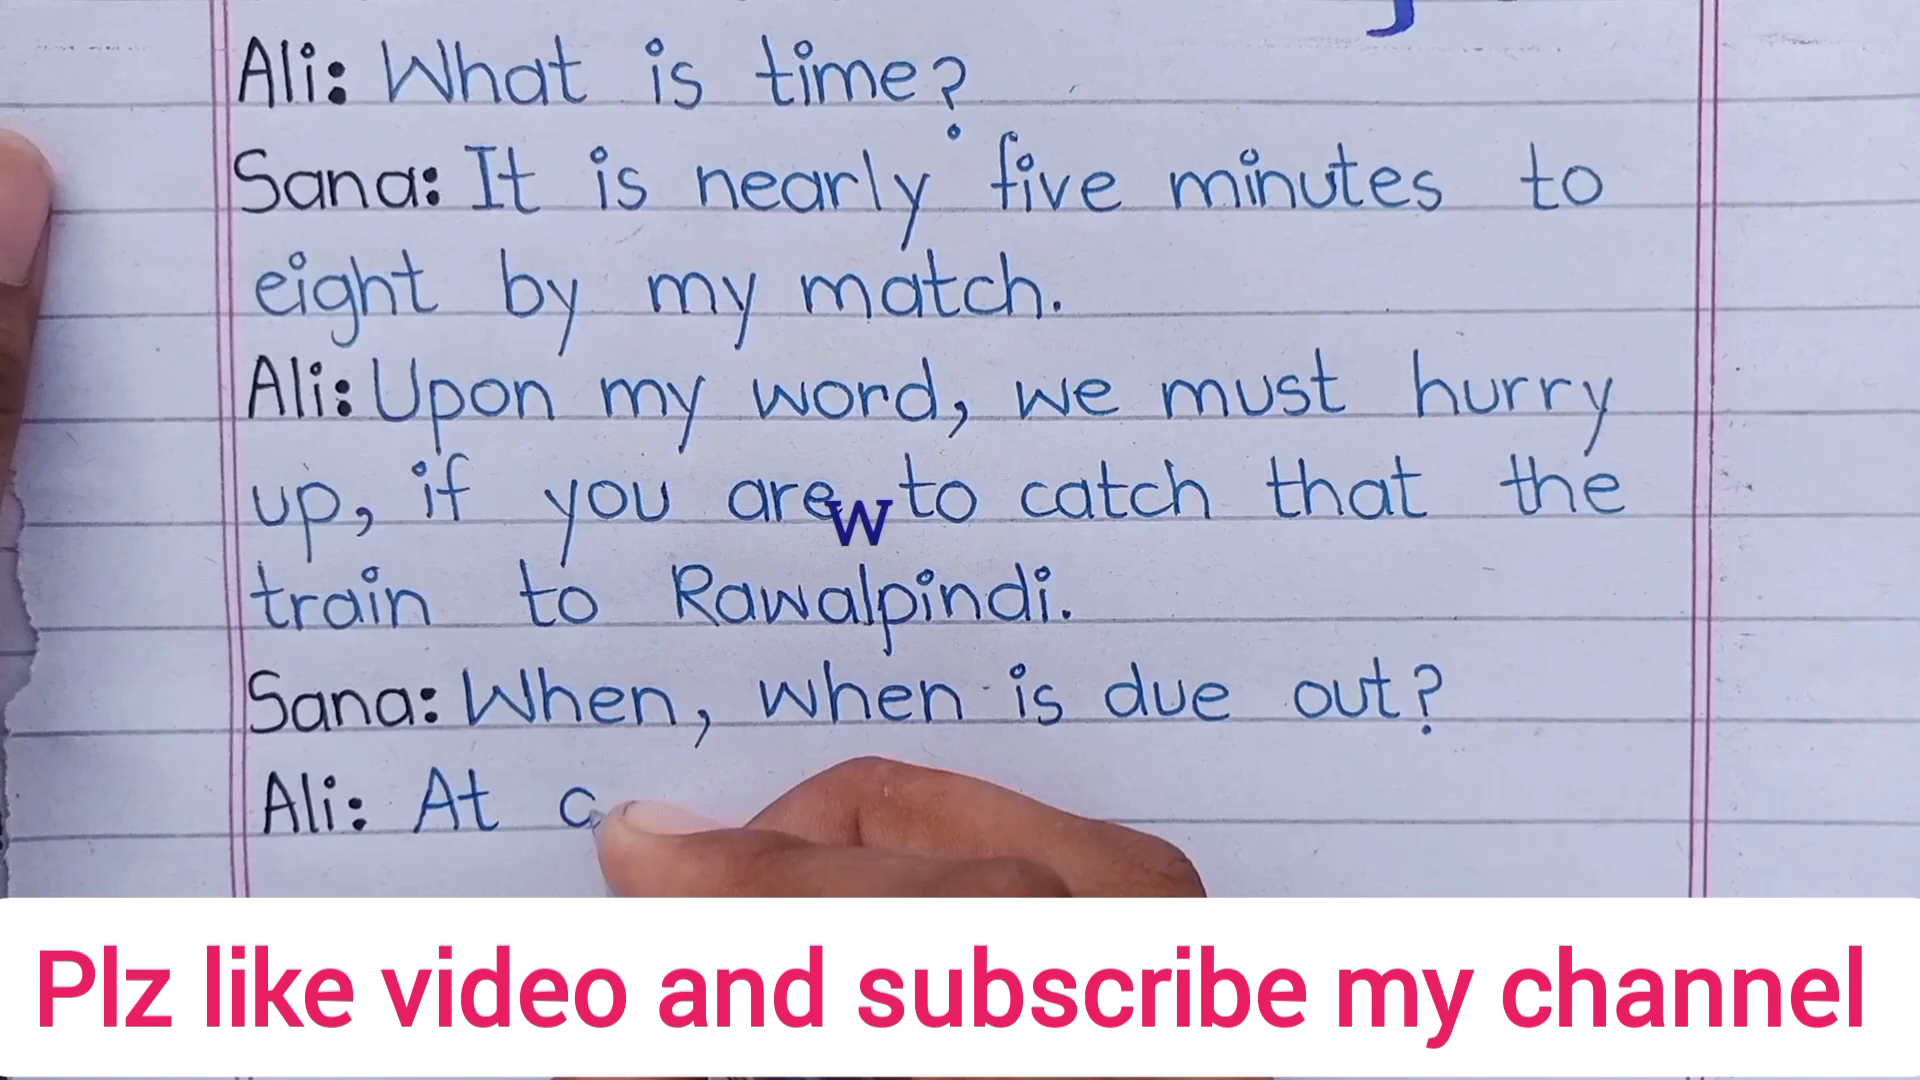 Ali: What is time?
Sana: It is nearly five minutes to
eight by my match.
Ali: Upon my word, we must hurry
up, if you are to catch that the
w
train to Rawalpindi.
Sana: When, when is due out?
Ali: At
Plz like video and subscribe my channel